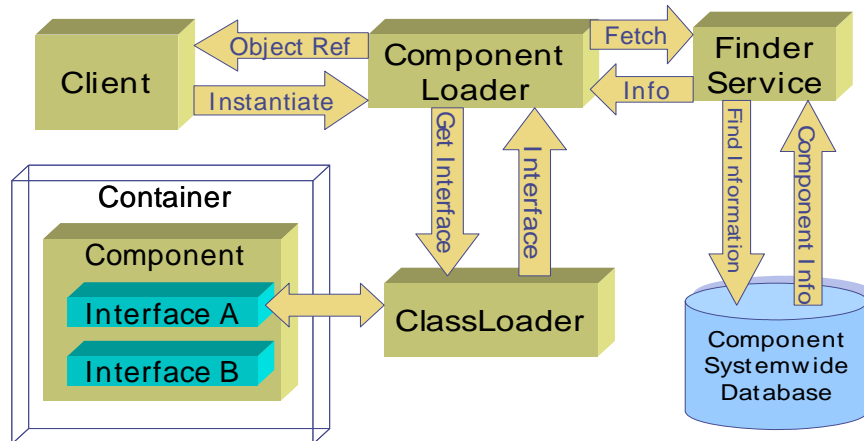 Client
Object Ref
Instantiate
Component
Loader
Fetch
Info
Finder
Service
Get Interface
Interface
Find Information
Component Info
Container
Component
Interface A
Interface B
ClassLoader
Component
Systemwide
Database